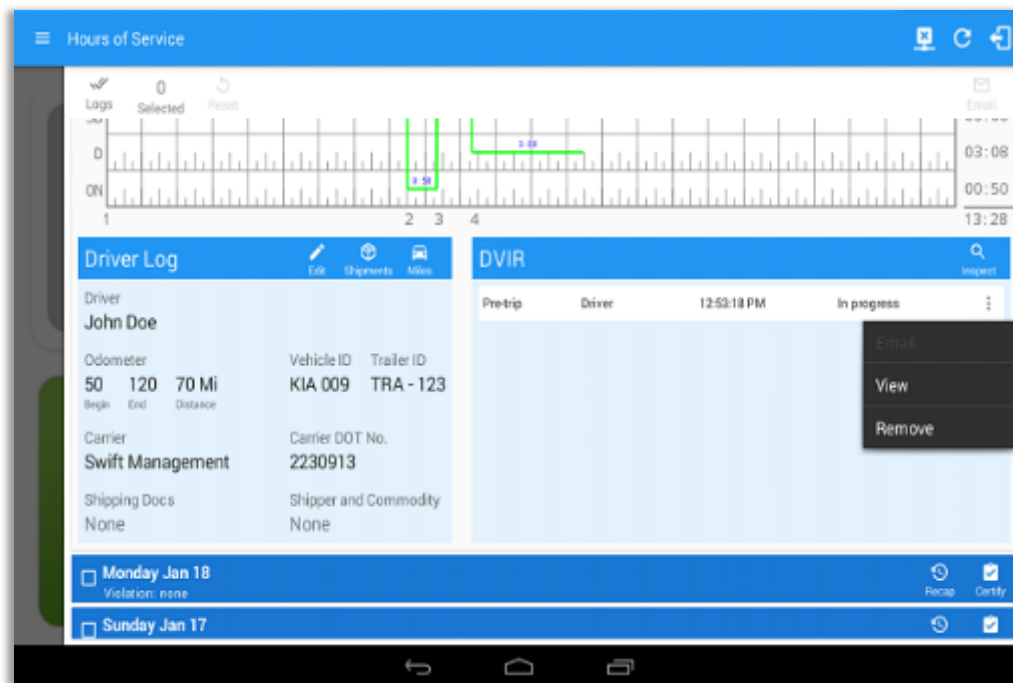 Hours of Service
Logs
0
Selected
Reset
Email
D
3:08
03:08
ON
0:50
00:50
1 2 3 4
13:28
Driver Log
Edit Shipments Miles
DVIR
Inspect
Driver
John Doe
Pre-trip Driver 12:53:18 PM In progress
Email
View
Remove
Odometer
50 120 70 Mi
Begin End Distance
Vehicle ID Trailer ID
KIA 009 TRA - 123
Carrier
Swift Management
Carrier DOT No.
2230913
Shipping Docs
None
Shipper and Commodity
None
Monday Jan 18
Violation: none
Recap Certify
Sunday Jan 17